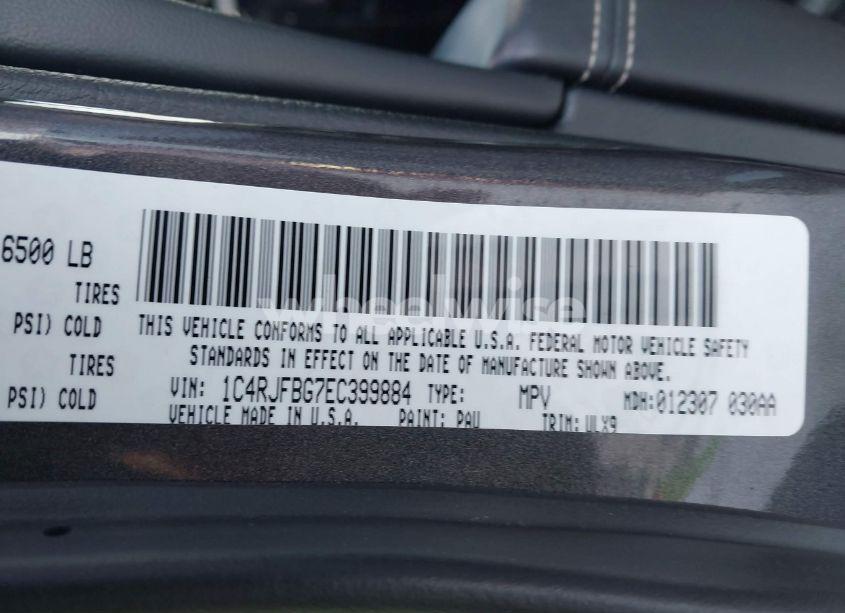 6500 LB
TIRES
PSI) COLD
TIRES
PSI) COLD
wheelwise
THIS VEHICLE CONFORMS TO ALL APPLICABLE U.S.A. FEDERAL MOTOR VEHICLE SAFETY
STANDARDS IN EFFECT ON THE DATE OF MANUFACTURE SHOWN ABOVE.
VIN: 1C4RJFBG7EC399884 TYPE: MPV MDH:012307 030AA
VEHICLE MADE IN U.S.A. PAINT: PAU TRIM: VLX9